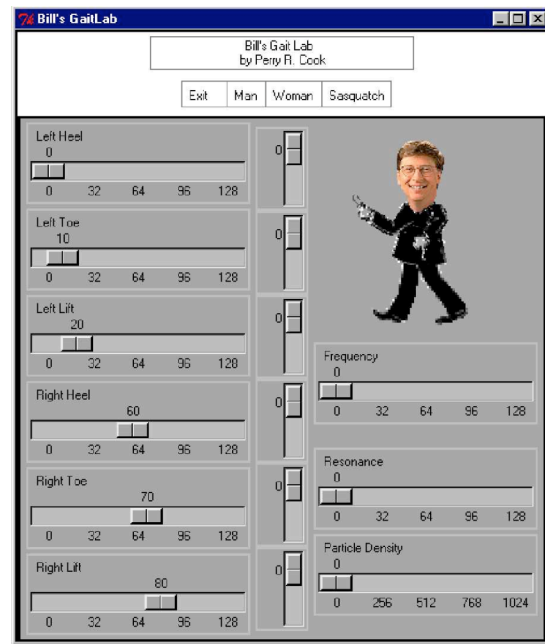 Bill's GaitLab
Bill's Gait Lab
by Perry R. Cook
Exit Man Woman Sasquatch
Left Heel
0
0 32 64 96 128
0
Left Toe
10
0 32 64 96 128
0
Left Lift
20
0 32 64 96 128
0
Right Heel
60
0 32 64 96 128
0
Right Toe
70
0 32 64 96 128
0
Right Lift
80
0 32 64 96 128
0
Frequency
0
0 32 64 96 128
Resonance
0
0 32 64 96 128
Particle Density
0
0 256 512 768 1024